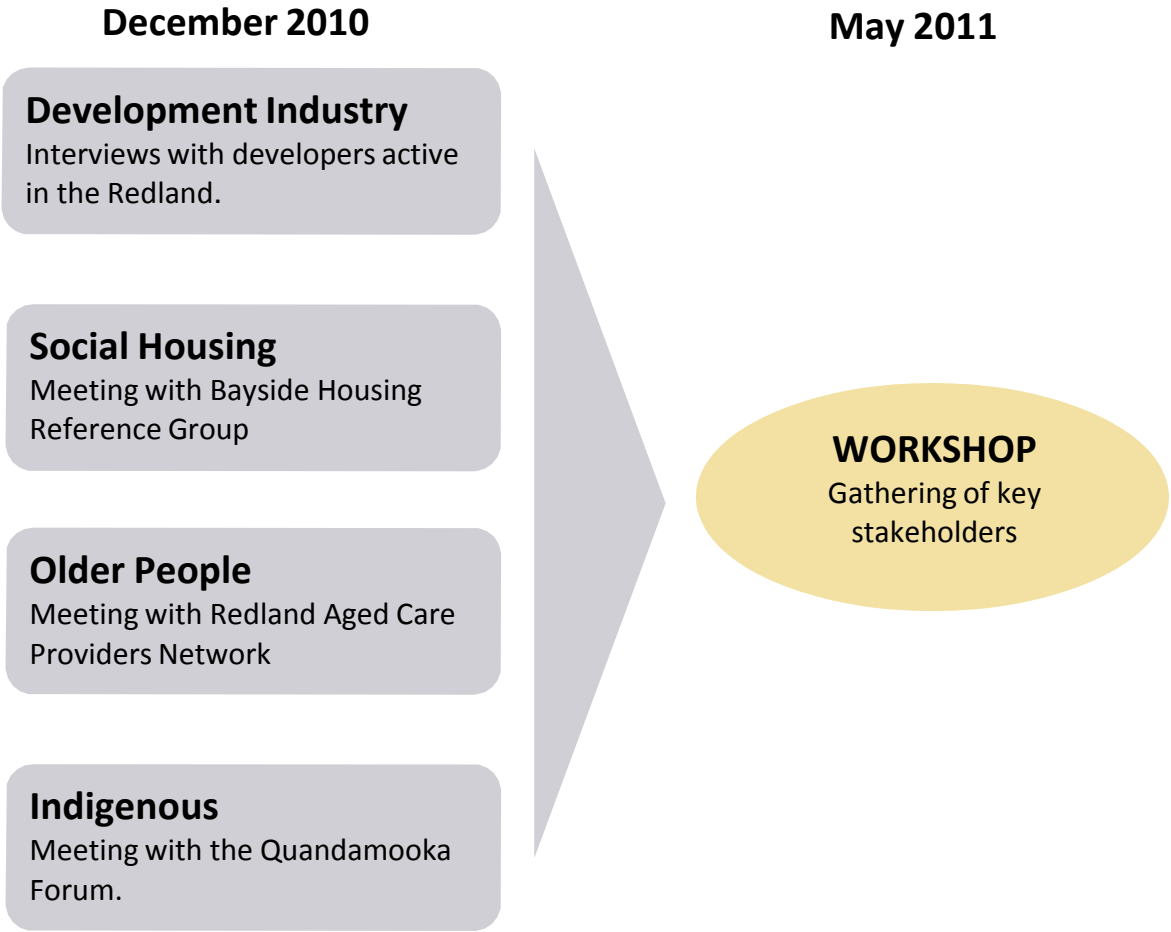 December 2010
May 2011
Development Industry
Interviews with developers active
in the Redland.
Social Housing
Meeting with Bayside Housing
Reference Group
Older People
Meeting with Redland Aged Care
Providers Network
Indigenous
Meeting with the Quandamooka
Forum.
WORKSHOP
Gathering of key
stakeholders